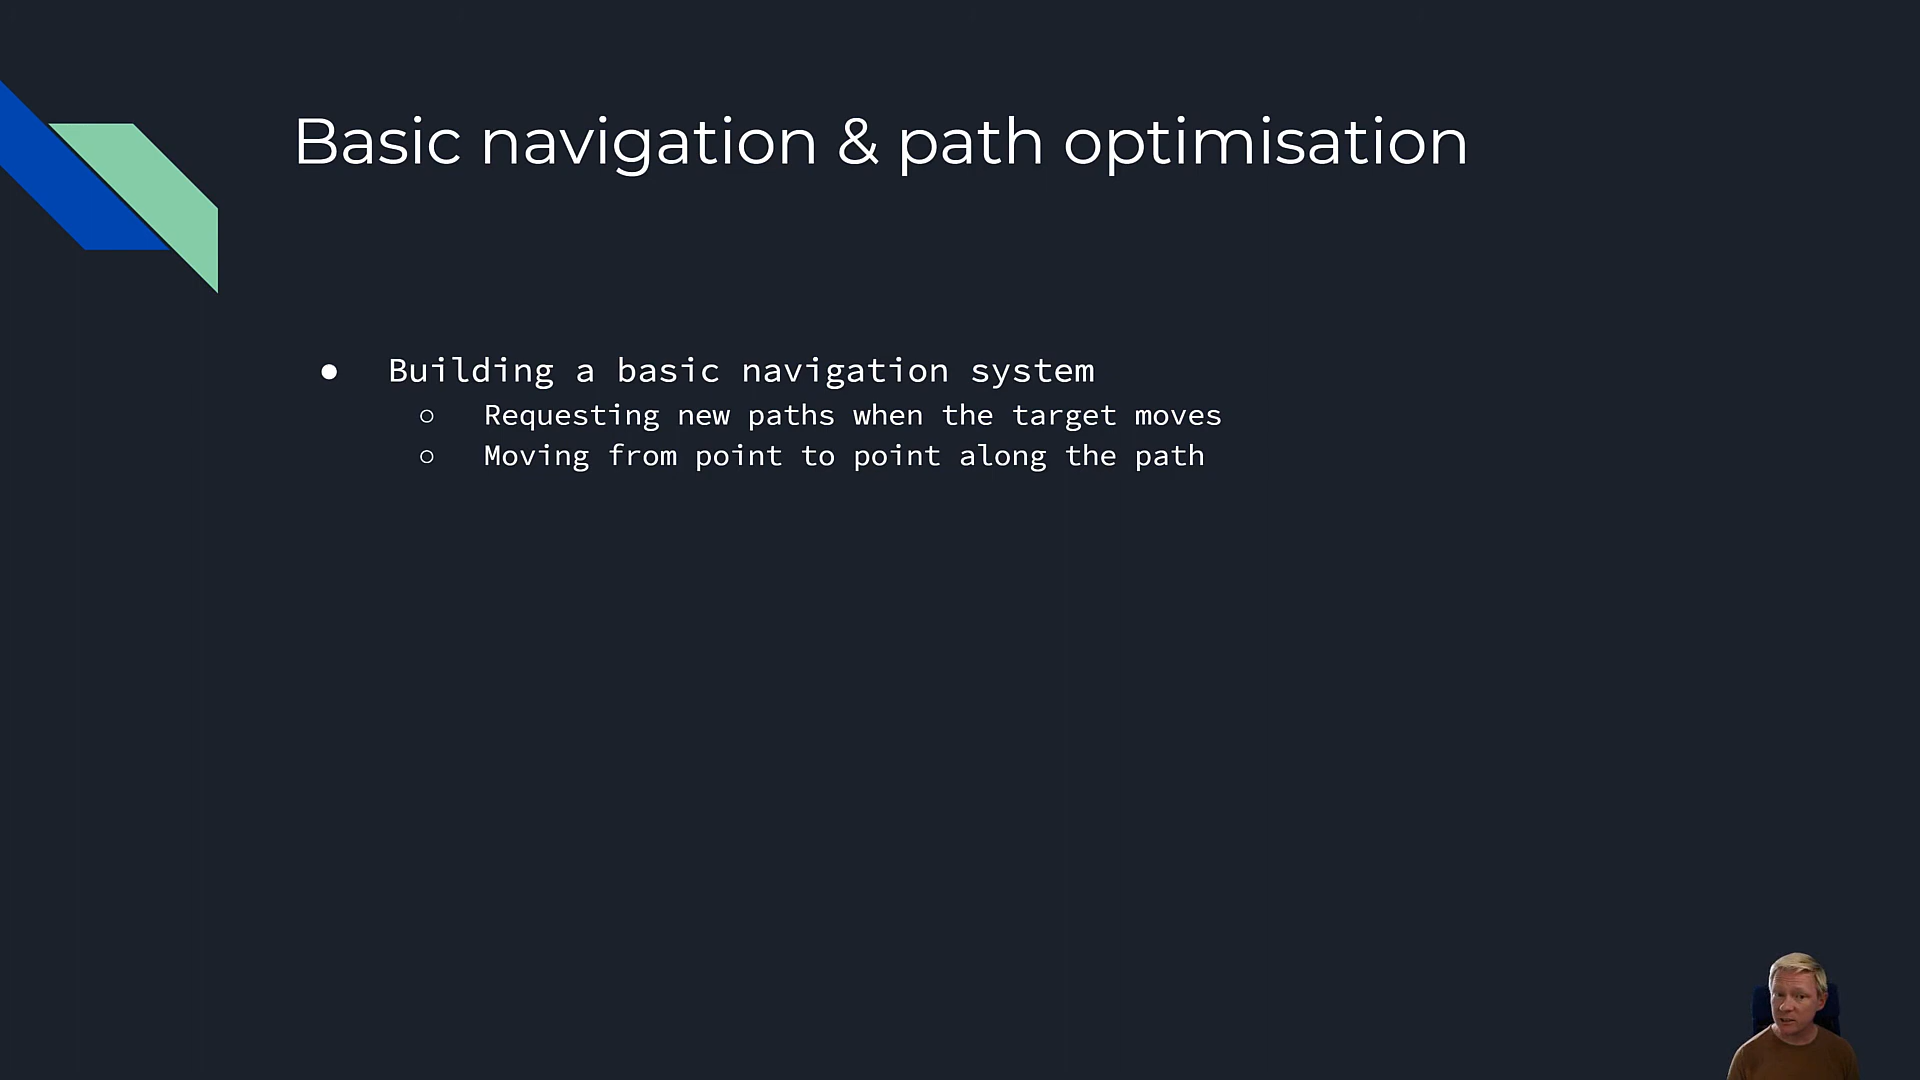 Basic navigation & path optimisation
● Building a basic navigation system
○ Requesting new paths when the target moves
○ Moving from point to point along the path